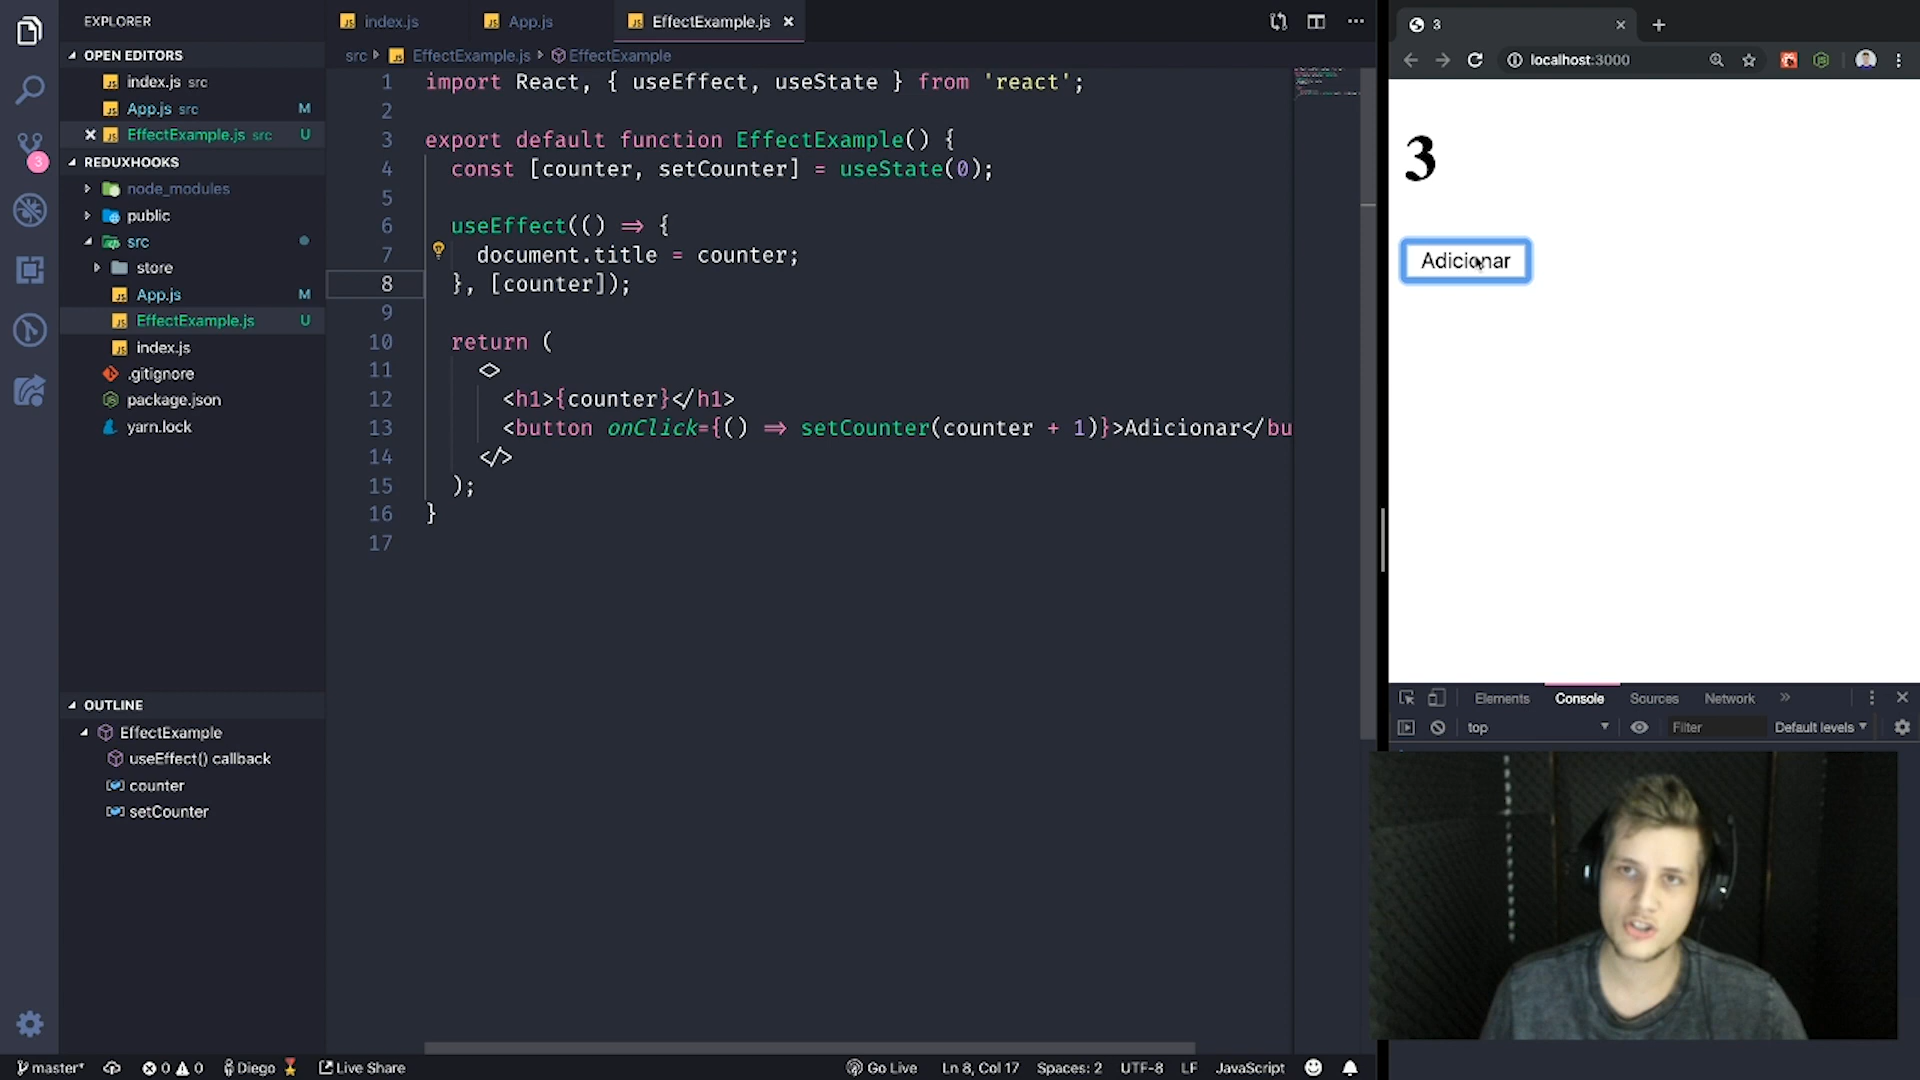 EXPLORER
OPEN EDITORS
index.js src
App.js src M
EffectExample.js src U
REDUXHOOKS
node_modules
public
src
store
App.js M
EffectExample.js U
index.js
.gitignore
package.json
yarn.lock
OUTLINE
EffectExample
useEffect() callback
counter
setCounter
3
index.js
App.js
EffectExample.js
src
EffectExample.js
EffectExample
1 import React, { useEffect, useState } from 'react';
2
3 export default function EffectExample() {
4 const [counter, setCounter] = useState(0);
5
6 useEffect(() => {
7 document.title = counter;
8 }, [counter]);
9
10 return (
11 <>
12 <h1>{counter}</h1>
13 <button onClick={() => setCounter(counter + 1)}>Adicionar</bu
14 </>
15 );
16 }
17
3
localhost:3000
3
Adicionar
Elements Console Sources Network »
top Filter Default levels
master* 0 0 Diego Live Share Go Live Ln 8, Col 17 Spaces: 2 UTF-8 LF JavaScript